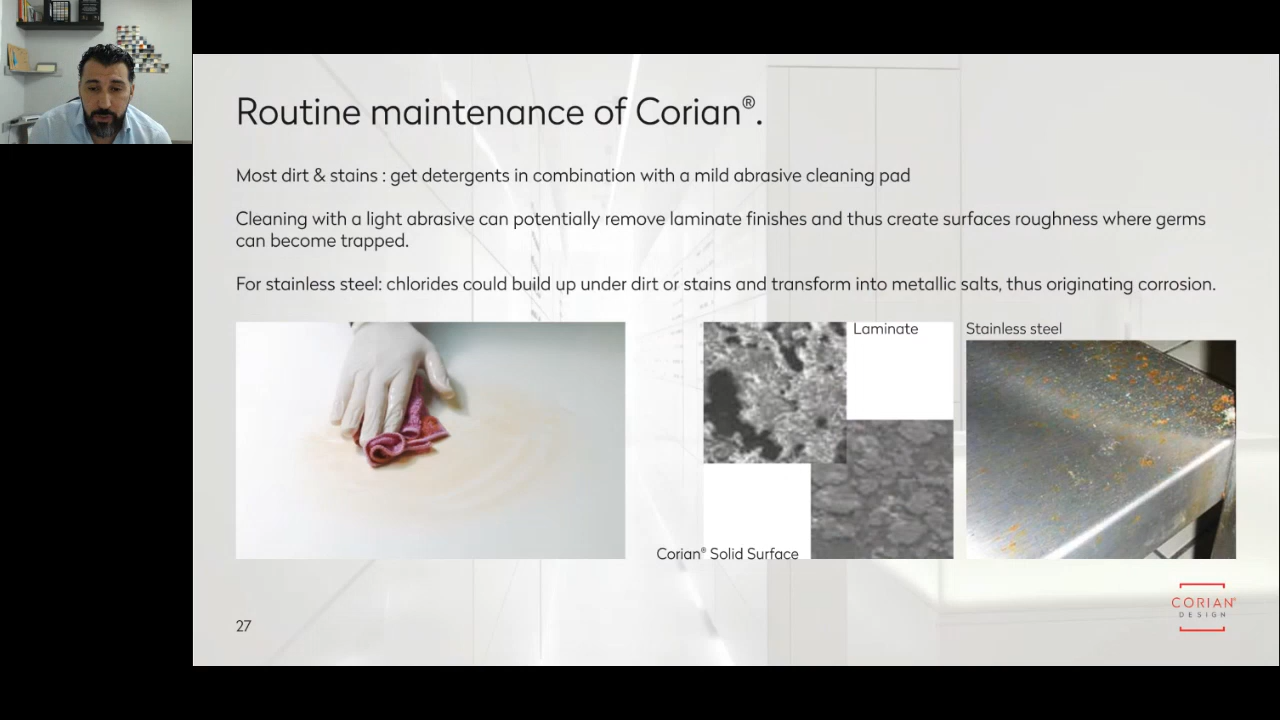 Routine maintenance of Corian®.
Most dirt & stains : get detergents in combination with a mild abrasive cleaning pad
Cleaning with a light abrasive can potentially remove laminate finishes and thus create surfaces roughness where germs
can become trapped.
For stainless steel: chlorides could build up under dirt or stains and transform into metallic salts, thus originating corrosion.
Laminate
Stainless steel
Corian® Solid Surface
27
CORIAN®
DESIGN